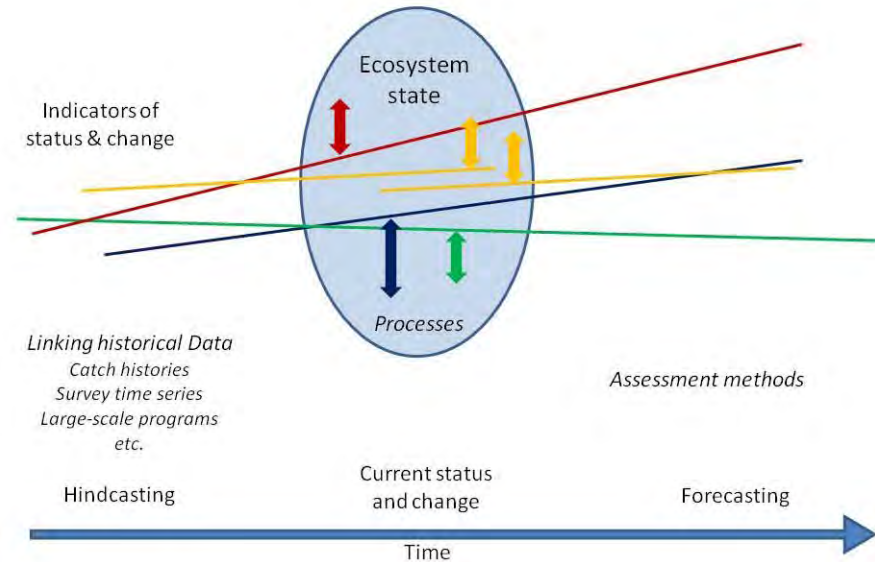 Ecosystem
state
Indicators of
status & change
Processes
Linking historical Data
Catch histories
Survey time series
Large-scale programs
etc.
Assessment methods
Hindcasting
Current status
and change
Forecasting
Time